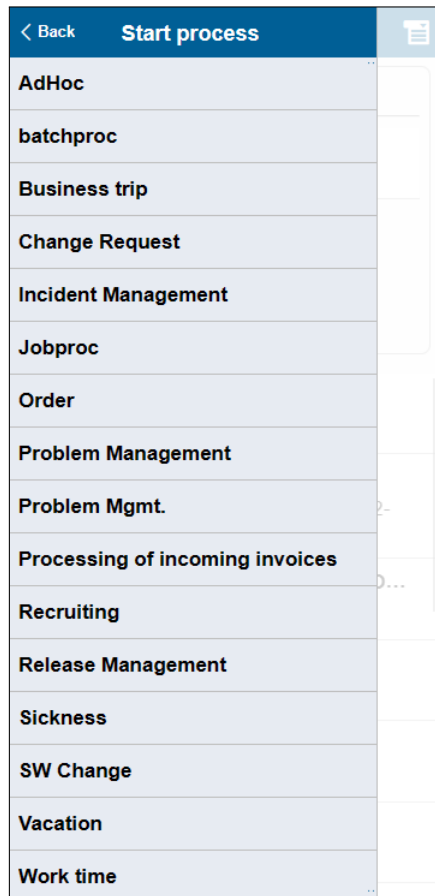 Back Start process
AdHoc
batchproc
Business trip
Change Request
Incident Management
Jobproc
Order
Problem Management
Problem Mgmt.
2-
Processing of incoming invoices
Recruiting
Release Management
Sickness
SW Change
Vacation
Work time